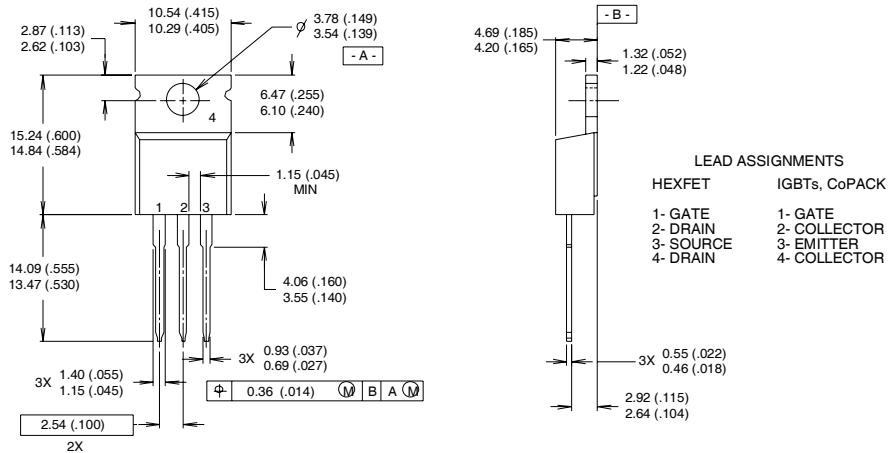 10.54 (.415)
10.29 (.405)
2.87 (.113)
2.62 (.103)
3.78 (.149)
3.54 (.139)
- A -
6.47 (.255)
6.10 (.240)
4
15.24 (.600)
14.84 (.584)
1.15 (.045)
MIN
1 2 3
14.09 (.555)
13.47 (.530)
4.06 (.160)
3.55 (.140)
3X 0.93 (.037)
0.69 (.027)
3X 1.40 (.055)
1.15 (.045)
0.36 (.014) Ⓜ B A Ⓜ
2.54 (.100)
2X
- B -
4.69 (.185)
4.20 (.165)
1.32 (.052)
1.22 (.048)
3X 0.55 (.022)
0.46 (.018)
2.92 (.115)
2.64 (.104)
LEAD ASSIGNMENTS
HEXFET
1- GATE
2- DRAIN
3- SOURCE
4- DRAIN
IGBTs, CoPACK
1- GATE
2- COLLECTOR
3- EMITTER
4- COLLECTOR